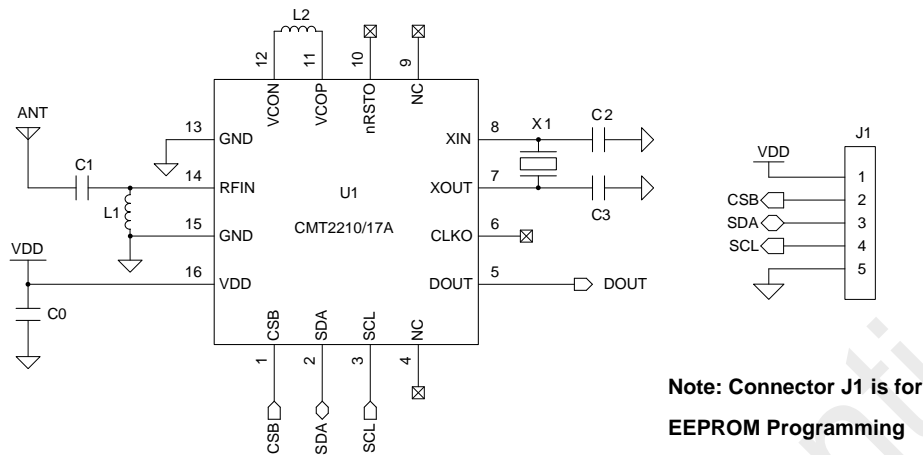 L2
12
11
10
9
VCON
VCOP
nRSTO
NC
ANT
13
GND
C1
14
RFIN
L1
15
GND
VDD
16
VDD
C0
U1
CMT2210/17A
XIN
8
X1
C2
XOUT
7
C3
CLKO
6
DOUT
5
DOUT
CSB
SDA
SCL
NC
1
2
3
4
CSB
SDA
SCL
J1
VDD
1
CSB
2
SDA
3
SCL
4
5
Note: Connector J1 is for
EEPROM Programming